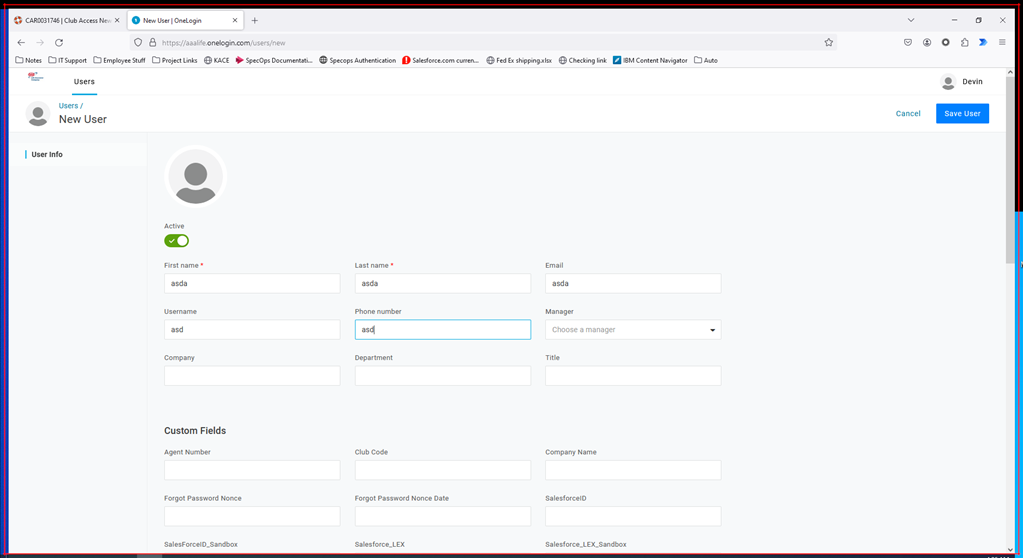 CAR0031746 | Club Access New
New User | OneLogin
https://aaalife.onelogin.com/users/new
Notes IT Support Employee Stuff Project Links KACE SpecOps Documentati... Specops Authentication Salesforce.com curren... Fed Ex shipping.xlsx Checking link IBM Content Navigator Auto
Users
Devin
Users /
New User
Cancel
Save User
User Info
Active
First name * Last name * Email
asda asda asda
Username Phone number Manager
asd asd Choose a manager
Company Department Title
Custom Fields
Agent Number Club Code Company Name
Forgot Password Nonce Forgot Password Nonce Date SalesforceID
SalesForceID_Sandbox Salesforce_LEX Salesforce_LEX_Sandbox